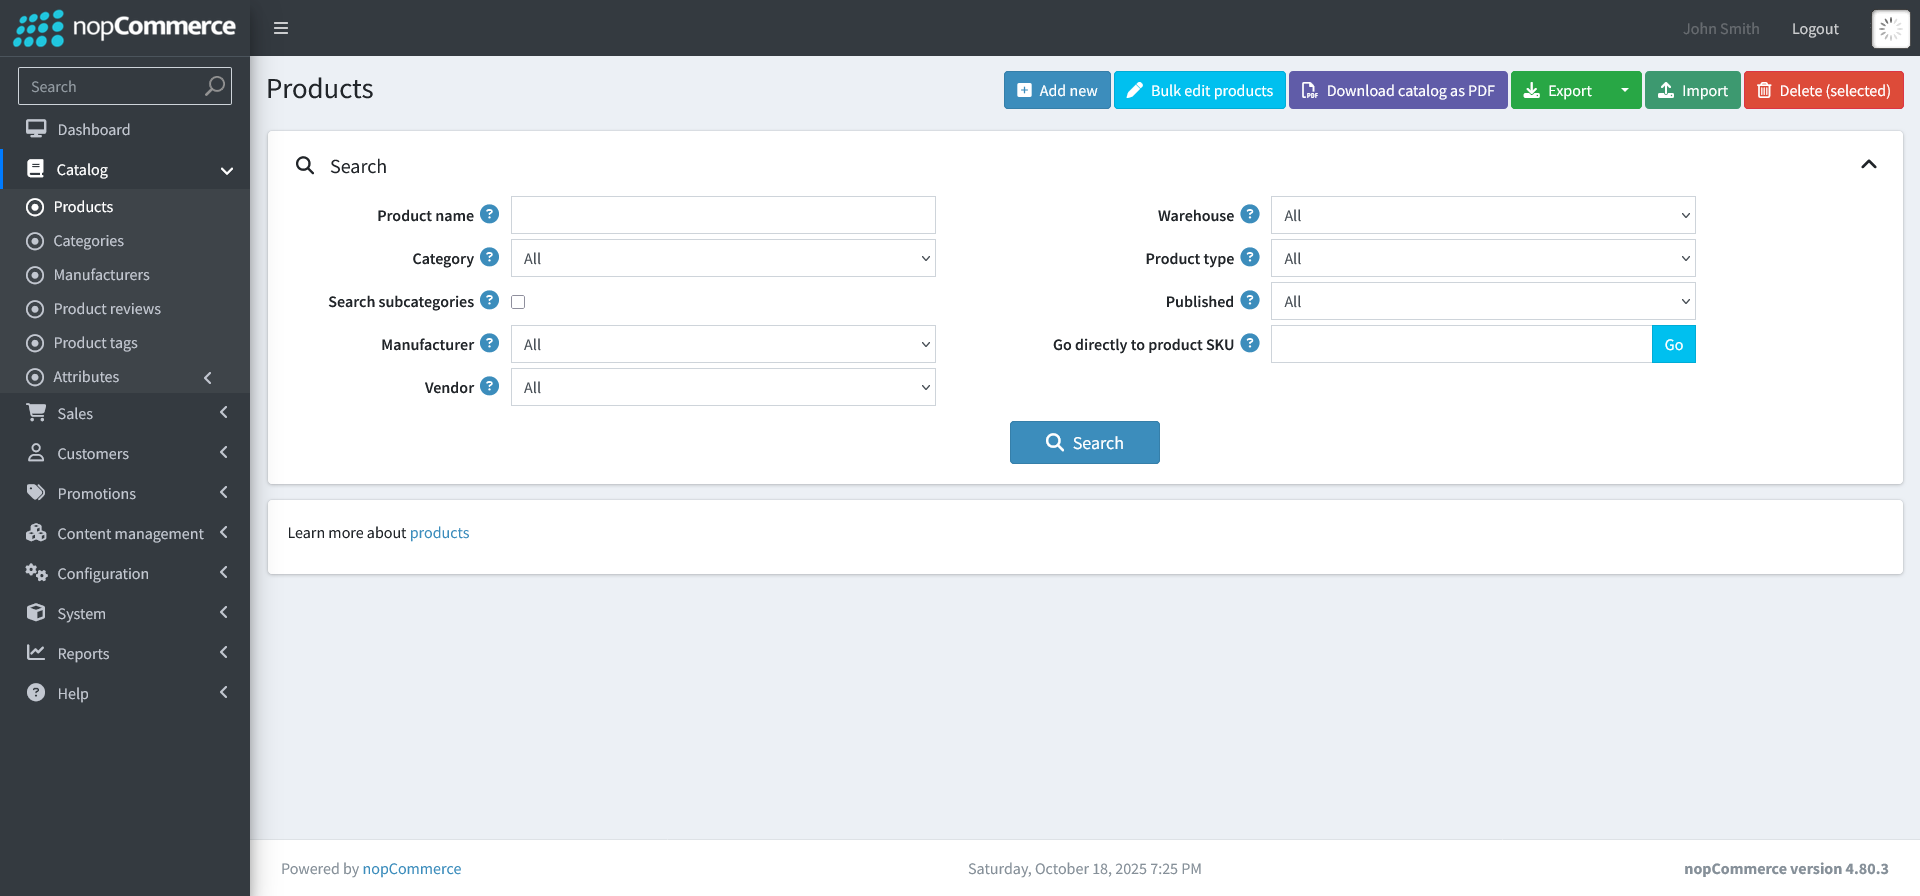 nopCommerce
John Smith
Logout
Search
Dashboard
Catalog
Products
Categories
Manufacturers
Product reviews
Product tags
Attributes
Sales
Customers
Promotions
Content management
Configuration
System
Reports
Help
Products
Add new
Bulk edit products
PDF Download catalog as PDF
Export
Import
Delete (selected)
Search
Product name ?
Category ? All
Search subcategories ?
Manufacturer ? All
Vendor ? All
Warehouse ? All
Product type ? All
Published ? All
Go directly to product SKU ? Go
Search
Learn more about products
Powered by nopCommerce
Saturday, October 18, 2025 7:25 PM
nopCommerce version 4.80.3